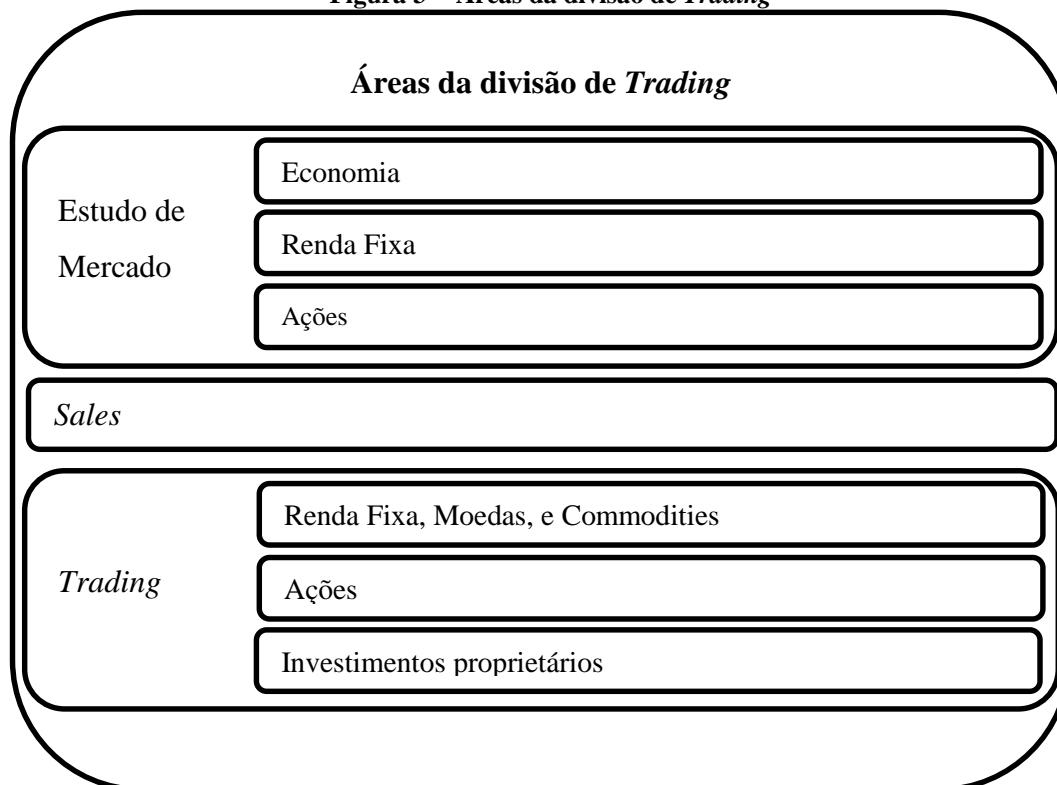 Áreas da divisão de Trading
Estudo de
Mercado
Economia
Renda Fixa
Ações
Sales
Trading
Renda Fixa, Moedas, e Commodities
Ações
Investimentos proprietários